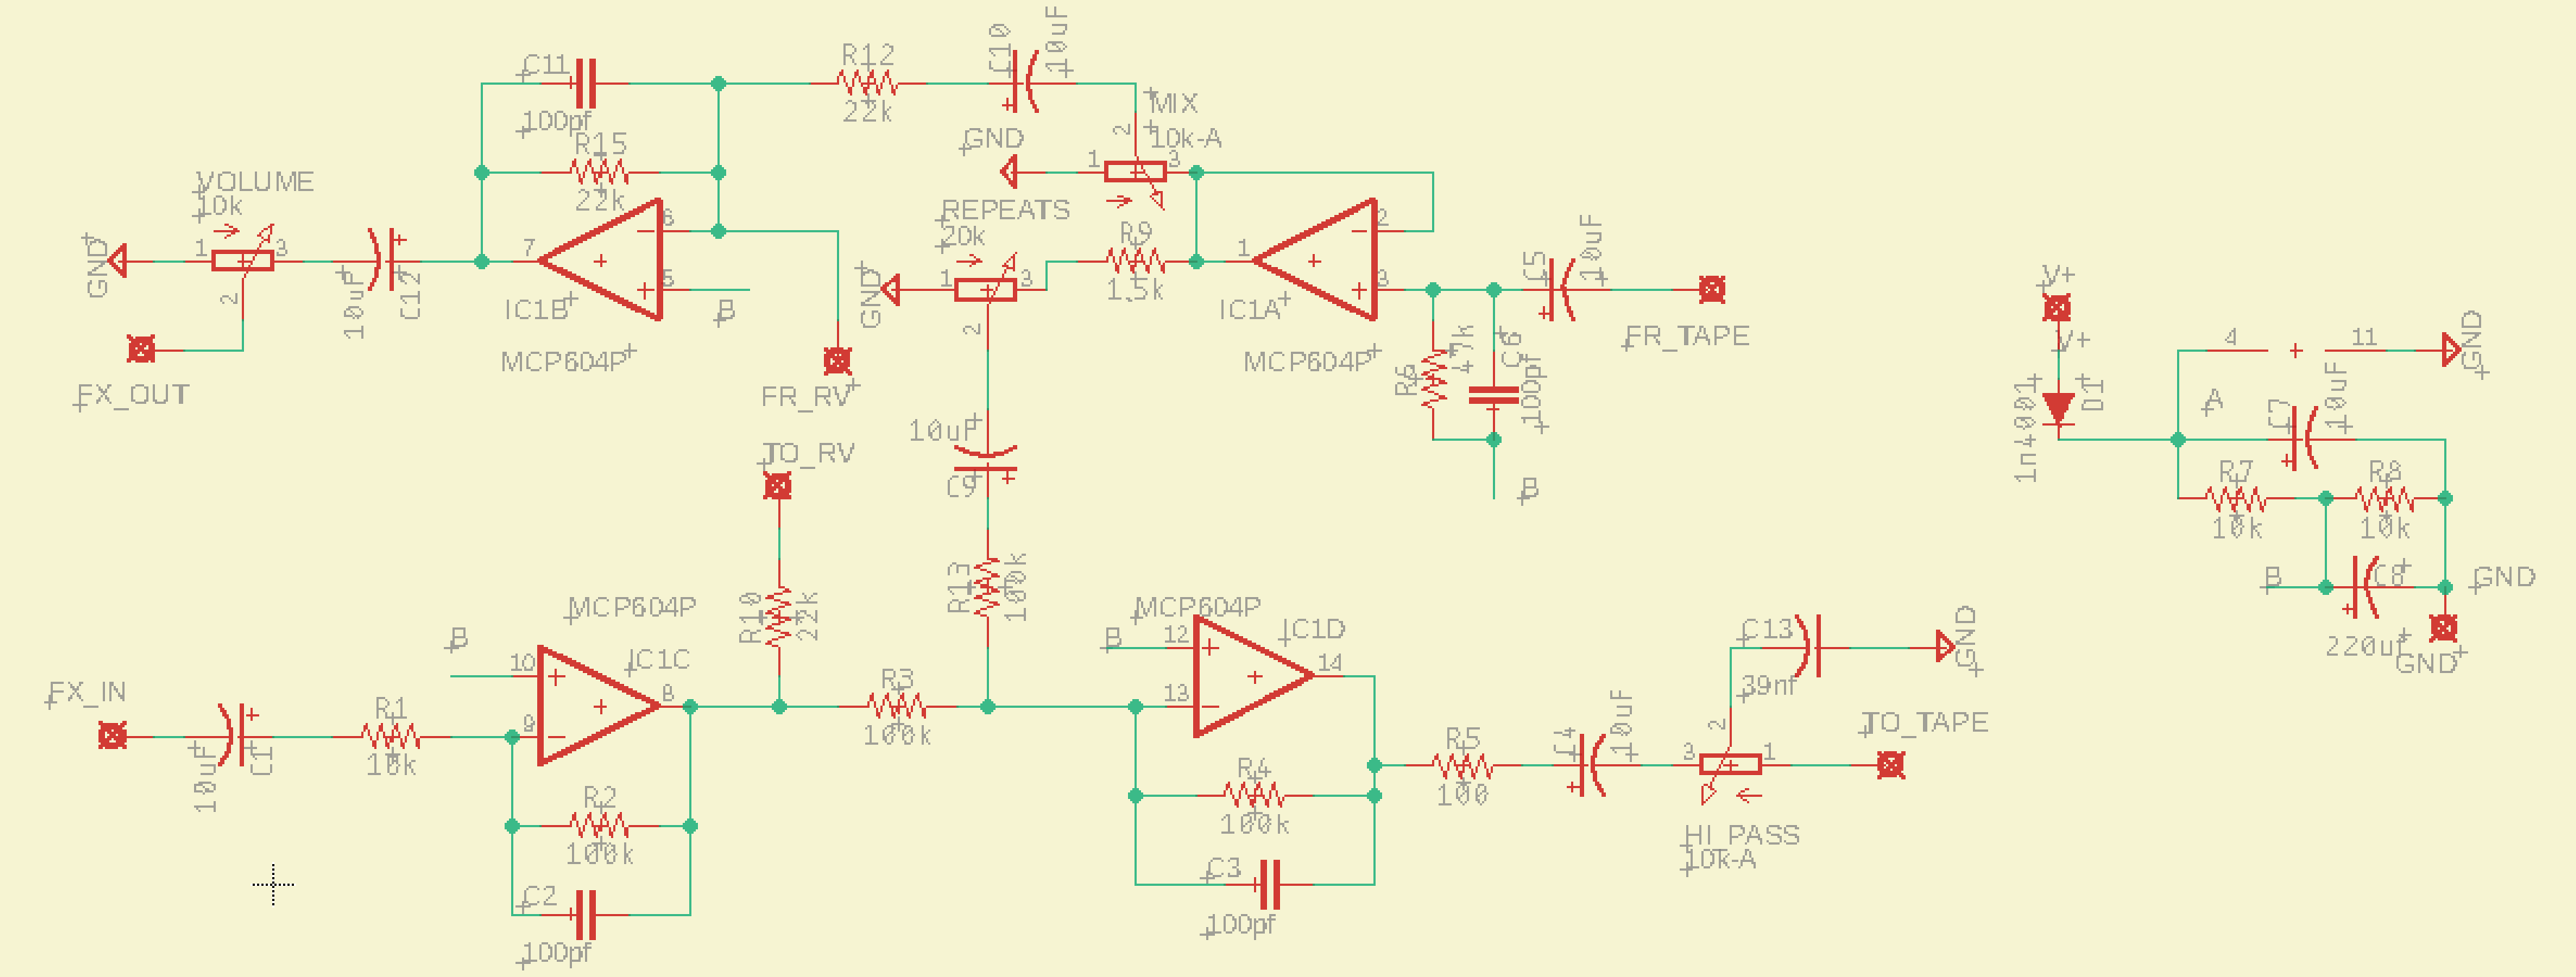 C11
100pf
R15
22k
R12
22k
C10
10uF
MIX
10k-A
2
1
3
GND
VOLUME
10k
1
3
2
GND
FX_OUT
10uF
C12
7
6
5
IC1B
MCP604P
B
FR_RV
REPEATS
20k
1
3
2
GND
R9
1.5k
1
2
3
IC1A
MCP604P
C5
10uF
FR_TAPE
R6
C6
100pf
B
10uF
C9
R13
100k
TO_RV
R10
22k
FX_IN
10uF
C1
R1
B
10
9
8
MCP604P
IC1C
R2
100k
C2
100pf
R3
100k
B
12
13
14
MCP604P
IC1D
R4
100k
C3
100pf
R5
100
C4
10uF
C13
39nf
GND
2
3
1
HI_PASS
10k-A
TO_TAPE
V+
V+
1n4001
D1
4
11
GND
A
C7
10uF
R7
10k
R8
10k
B
C8
220uf
GND
GND